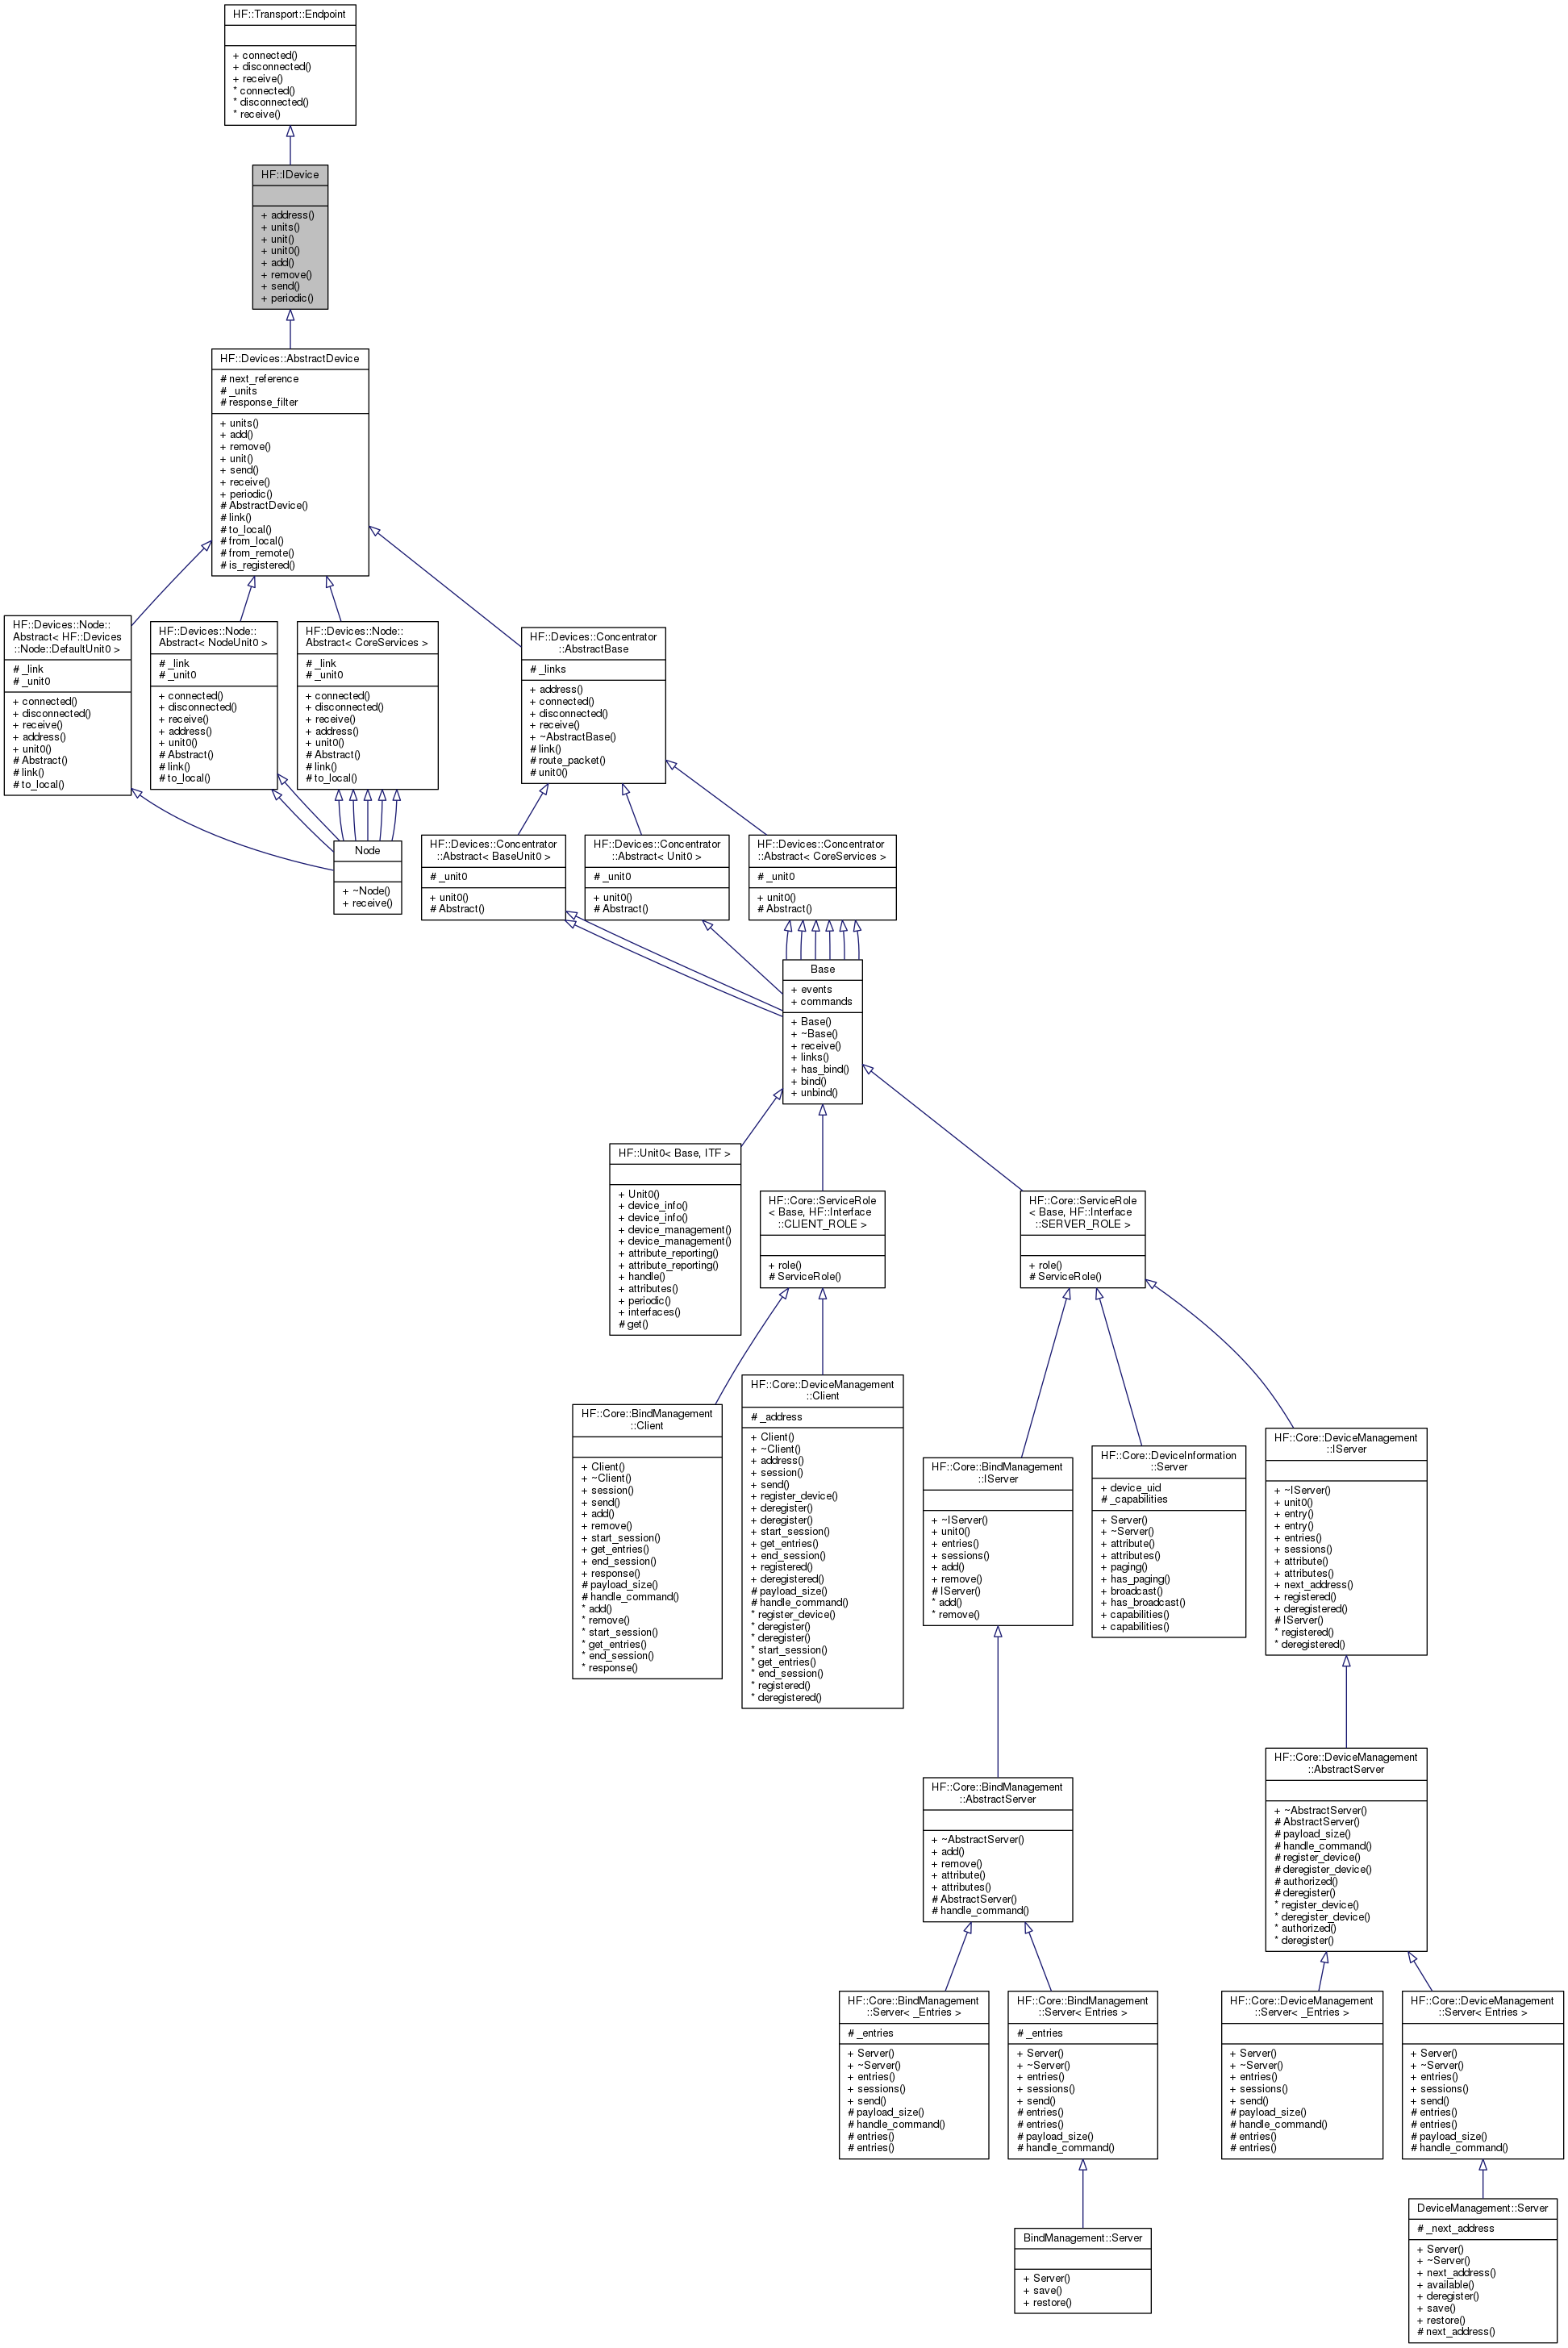 HF::Transport::Endpoint
+ connected()
+ disconnected()
+ receive()
* connected()
* disconnected()
* receive()
HF::IDevice
+ address()
+ units()
+ unit()
+ unit0()
+ add()
+ remove()
+ send()
+ periodic()
HF::Devices::AbstractDevice
# next_reference
# _units
# response_filter
+ units()
+ add()
+ remove()
+ unit()
+ send()
+ receive()
+ periodic()
# AbstractDevice()
# link()
# to_local()
# from_local()
# from_remote()
# is_registered()
HF::Devices::Node::
Abstract< HF::Devices
::Node::DefaultUnit0 >
# _link
# _unit0
+ connected()
+ disconnected()
+ receive()
+ address()
+ unit0()
# Abstract()
# link()
# to_local()
HF::Devices::Node::
Abstract< NodeUnit0 >
# _link
# _unit0
+ connected()
+ disconnected()
+ receive()
+ address()
+ unit0()
# Abstract()
# link()
# to_local()
HF::Devices::Node::
Abstract< CoreServices >
# _link
# _unit0
+ connected()
+ disconnected()
+ receive()
+ address()
+ unit0()
# Abstract()
# link()
# to_local()
HF::Devices::Concentrator
::AbstractBase
# _links
+ address()
+ connected()
+ disconnected()
+ receive()
+ ~AbstractBase()
# link()
# route_packet()
# unit0()
Node
+ ~Node()
+ receive()
HF::Devices::Concentrator
::Abstract< BaseUnit0 >
# _unit0
+ unit0()
# Abstract()
HF::Devices::Concentrator
::Abstract< Unit0 >
# _unit0
+ unit0()
# Abstract()
HF::Devices::Concentrator
::Abstract< CoreServices >
# _unit0
+ unit0()
# Abstract()
Base
+ events
+ commands
+ Base()
+ ~Base()
+ receive()
+ links()
+ has_bind()
+ bind()
+ unbind()
HF::Unit0< Base, ITF >
+ Unit0()
+ device_info()
+ device_info()
+ device_management()
+ device_management()
+ attribute_reporting()
+ attribute_reporting()
+ handle()
+ attributes()
+ periodic()
+ interfaces()
# get()
HF::Core::ServiceRole
< Base, HF::Interface
::CLIENT_ROLE >
+ role()
# ServiceRole()
HF::Core::ServiceRole
< Base, HF::Interface
::SERVER_ROLE >
+ role()
# ServiceRole()
HF::Core::BindManagement
::Client
+ Client()
+ ~Client()
+ session()
+ send()
+ add()
+ remove()
+ start_session()
+ get_entries()
+ end_session()
+ response()
# payload_size()
# handle_command()
* add()
* remove()
* start_session()
* get_entries()
* end_session()
* response()
HF::Core::DeviceManagement
::Client
# _address
+ Client()
+ ~Client()
+ address()
+ session()
+ send()
+ register_device()
+ deregister()
+ deregister()
+ start_session()
+ get_entries()
+ end_session()
+ registered()
+ deregistered()
# payload_size()
# handle_command()
* register_device()
* deregister()
* deregister()
* start_session()
* get_entries()
* end_session()
* registered()
* deregistered()
HF::Core::BindManagement
::IServer
+ ~IServer()
+ unit0()
+ entries()
+ sessions()
+ add()
+ remove()
# IServer()
* add()
* remove()
HF::Core::DeviceInformation
::Server
+ device_uid
# _capabilities
+ Server()
+ ~Server()
+ attribute()
+ attributes()
+ paging()
+ has_paging()
+ broadcast()
+ has_broadcast()
+ capabilities()
+ capabilities()
HF::Core::DeviceManagement
::IServer
+ ~IServer()
+ unit0()
+ entry()
+ entry()
+ entries()
+ sessions()
+ attribute()
+ attributes()
+ next_address()
+ registered()
+ deregistered()
# IServer()
* registered()
* deregistered()
HF::Core::BindManagement
::AbstractServer
+ ~AbstractServer()
+ add()
+ remove()
+ attribute()
+ attributes()
# AbstractServer()
# handle_command()
HF::Core::DeviceManagement
::AbstractServer
+ ~AbstractServer()
# AbstractServer()
# payload_size()
# handle_command()
# register_device()
# deregister_device()
# authorized()
# deregister()
* register_device()
* deregister_device()
* authorized()
* deregister()
HF::Core::BindManagement
::Server< _Entries >
# _entries
+ Server()
+ ~Server()
+ entries()
+ sessions()
+ send()
# payload_size()
# handle_command()
# entries()
# entries()
HF::Core::BindManagement
::Server< Entries >
# _entries
+ Server()
+ ~Server()
+ entries()
+ sessions()
+ send()
# entries()
# entries()
# payload_size()
# handle_command()
HF::Core::DeviceManagement
::Server< _Entries >
+ Server()
+ ~Server()
+ entries()
+ sessions()
+ send()
# payload_size()
# handle_command()
# entries()
# entries()
HF::Core::DeviceManagement
::Server< Entries >
+ Server()
+ ~Server()
+ entries()
+ sessions()
+ send()
# entries()
# entries()
# payload_size()
# handle_command()
BindManagement::Server
+ Server()
+ save()
+ restore()
DeviceManagement::Server
# _next_address
+ Server()
+ ~Server()
+ next_address()
+ available()
+ deregister()
+ save()
+ restore()
# next_address()